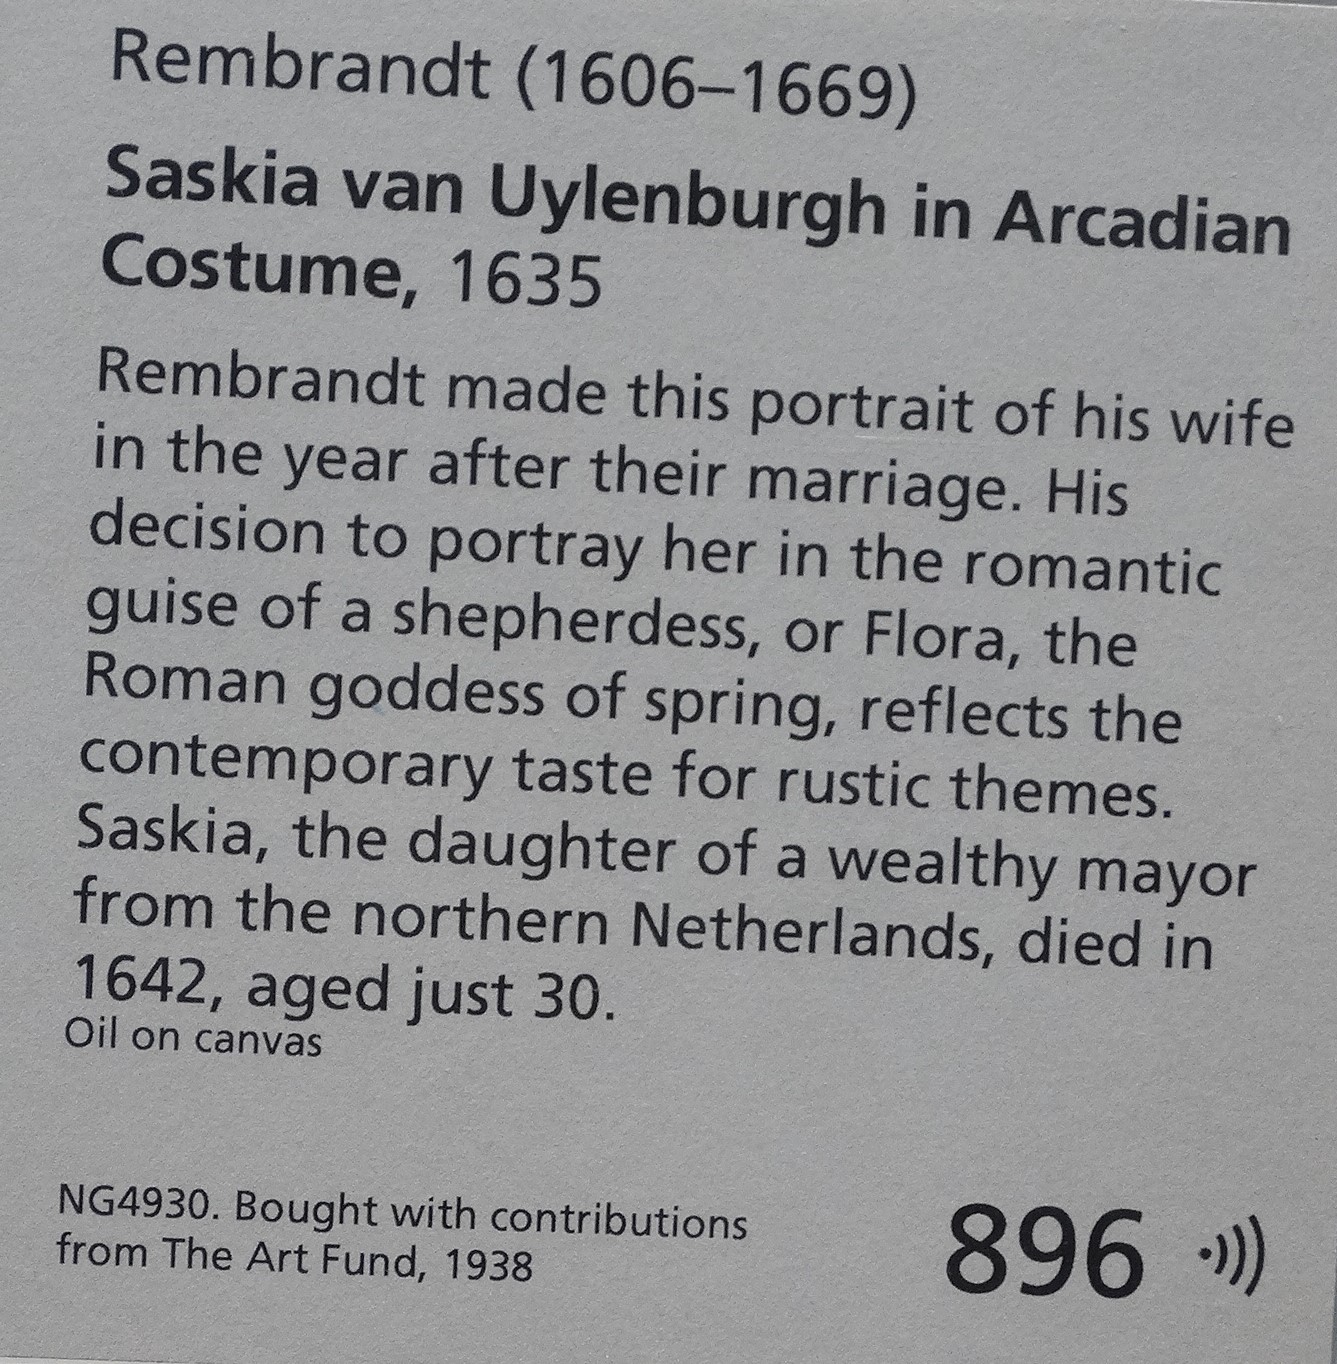 Rembrandt (1606–1669)
Saskia van Uylenburgh in Arcadian
Costume, 1635
Rembrandt made this portrait of his wife
in the year after their marriage. His
decision to portray her in the romantic
guise of a shepherdess, or Flora, the
Roman goddess of spring, reflects the
contemporary taste for rustic themes.
Saskia, the daughter of a wealthy mayor
from the northern Netherlands, died in
1642, aged just 30.
Oil on canvas
NG4930. Bought with contributions
from The Art Fund, 1938
896